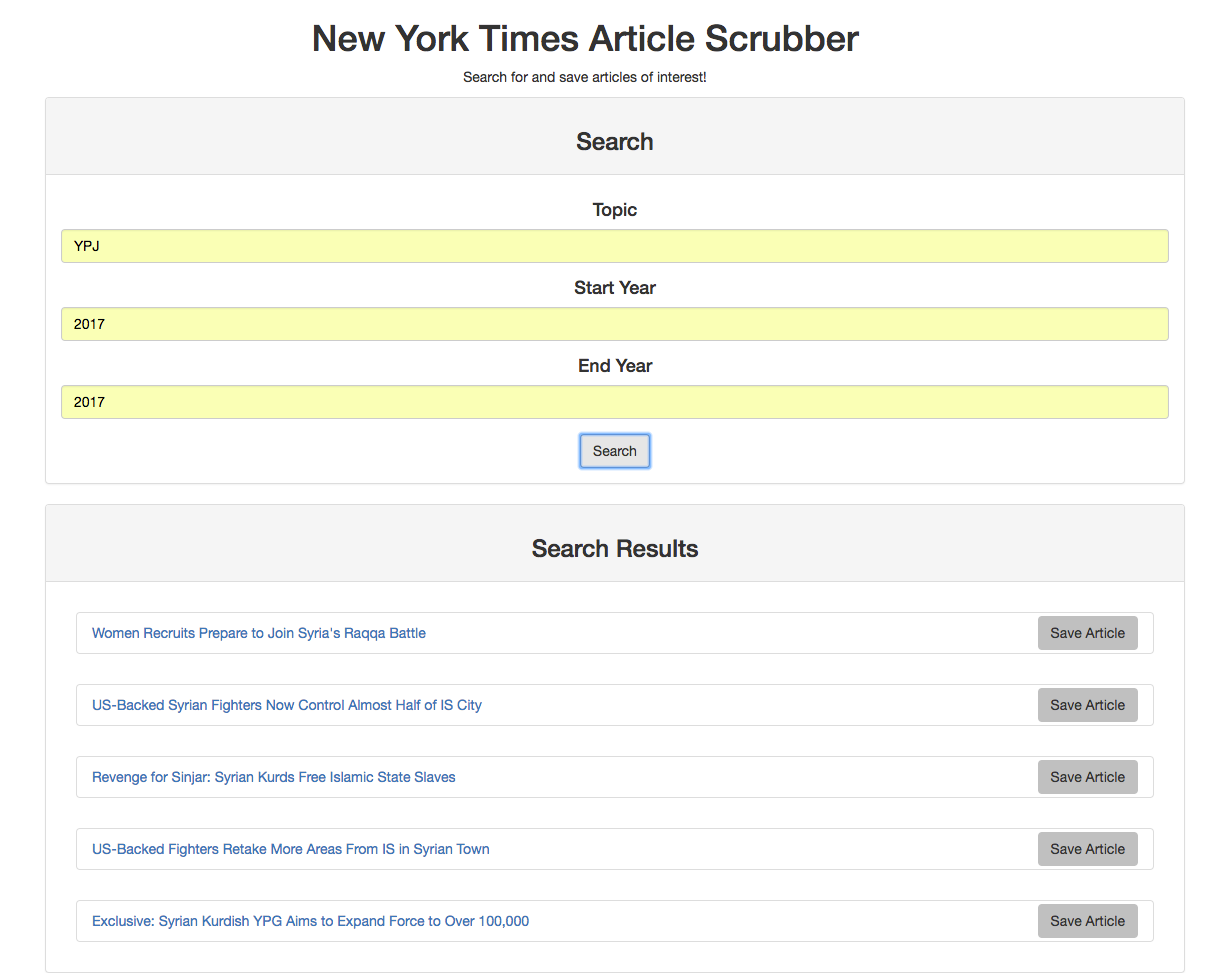 New York Times Article Scrubber
Search for and save articles of interest!
Search
Topic
YPJ
Start Year
2017
End Year
2017
Search
Search Results
Women Recruits Prepare to Join Syria's Raqqa Battle Save Article
US-Backed Syrian Fighters Now Control Almost Half of IS City Save Article
Revenge for Sinjar: Syrian Kurds Free Islamic State Slaves Save Article
US-Backed Fighters Retake More Areas From IS in Syrian Town Save Article
Exclusive: Syrian Kurdish YPG Aims to Expand Force to Over 100,000 Save Article